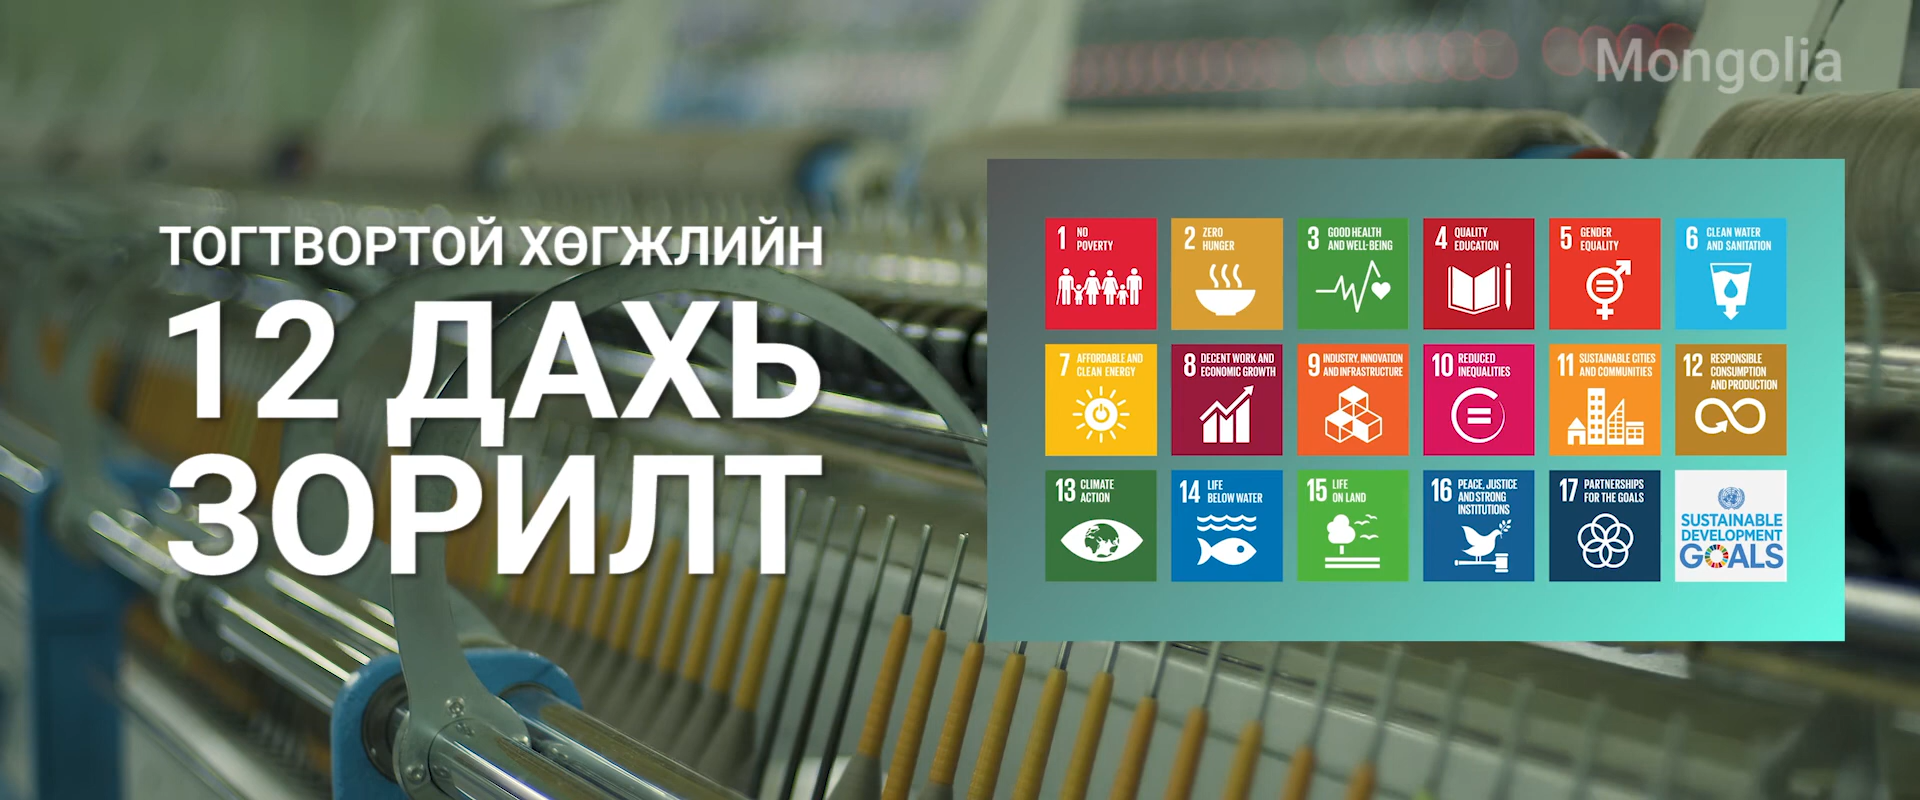 Mongolia
ТОГТВОРТОЙ ХӨГЖЛИЙН
12 ДАХЬ
ЗОРИЛТ
1 NO
POVERTY
2 ZERO
HUNGER
3 GOOD HEALTH
AND WELL-BEING
4 QUALITY
EDUCATION
5 GENDER
EQUALITY
6 CLEAN WATER
AND SANITATION
7 AFFORDABLE AND
CLEAN ENERGY
8 DECENT WORK AND
ECONOMIC GROWTH
9 INDUSTRY, INNOVATION
AND INFRASTRUCTURE
10 REDUCED
INEQUALITIES
11 SUSTAINABLE CITIES
AND COMMUNITIES
12 RESPONSIBLE
CONSUMPTION
AND PRODUCTION
13 CLIMATE
ACTION
14 LIFE
BELOW WATER
15 LIFE
ON LAND
16 PEACE, JUSTICE
AND STRONG
INSTITUTIONS
17 PARTNERSHIPS
FOR THE GOALS
SUSTAINABLE
DEVELOPMENT
GOALS